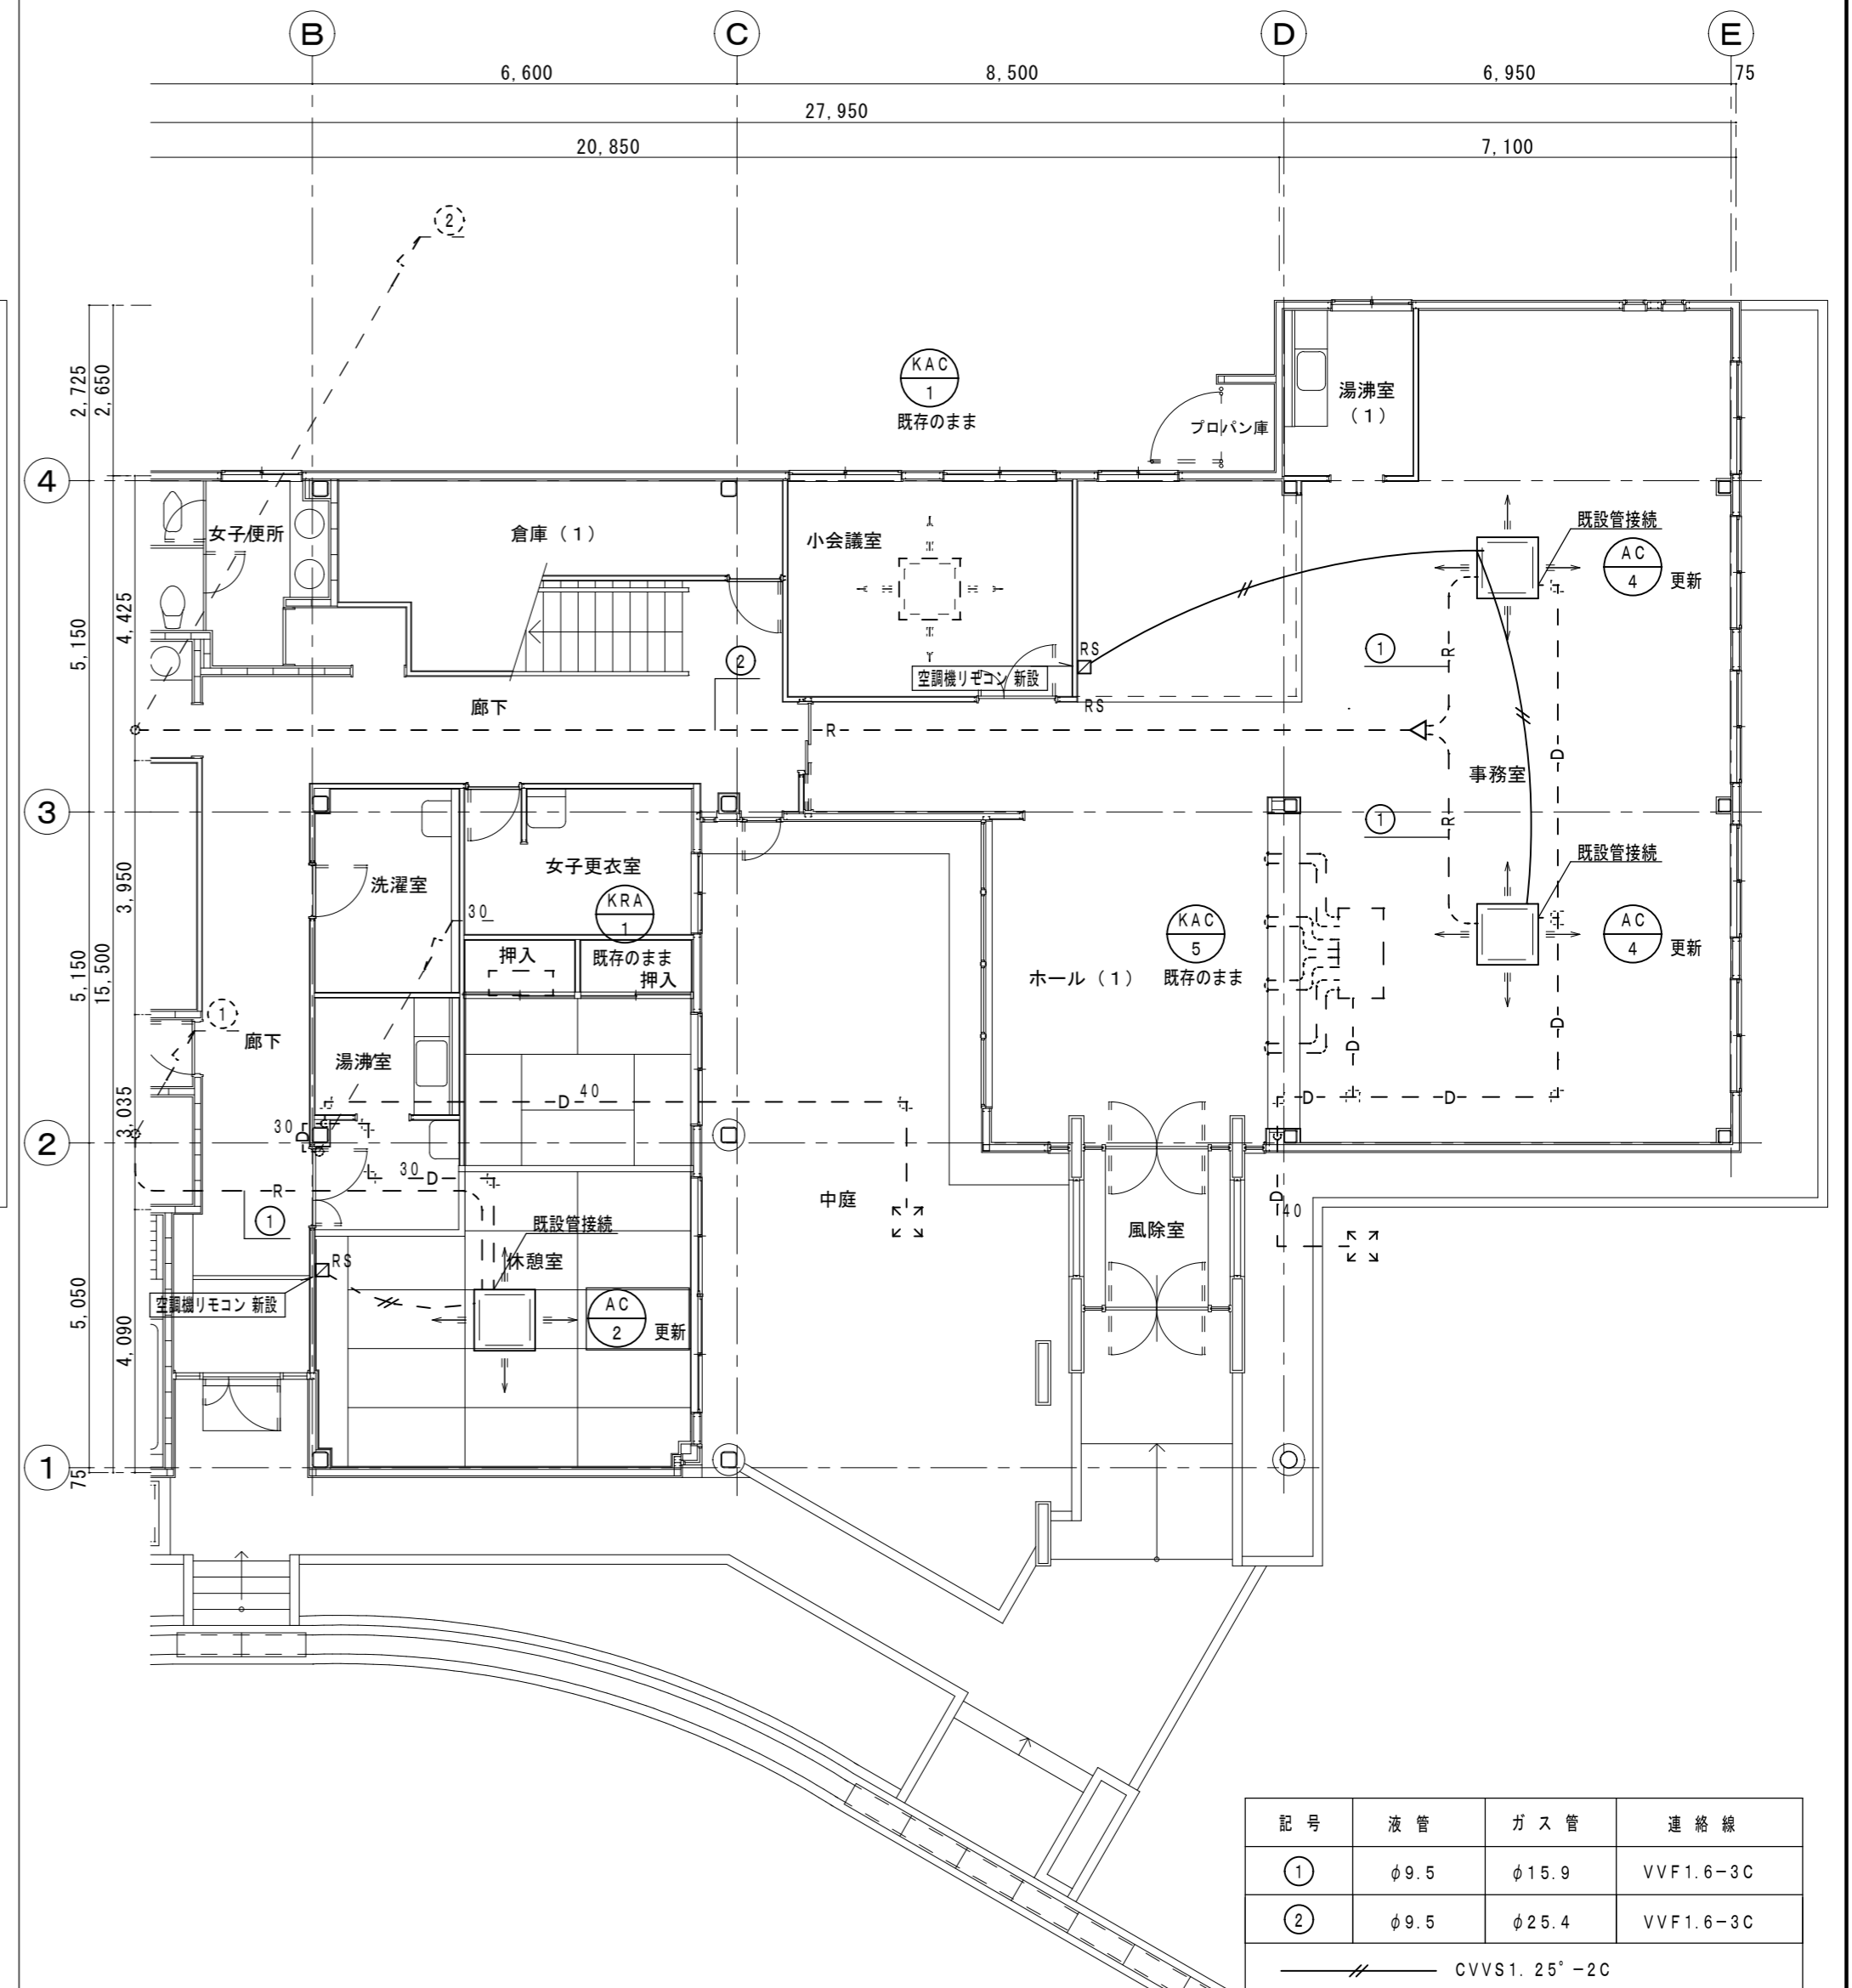 B
C
D
E
6,600
8,500
6,950
75
27,950
20,850
7,100
2
2,725
2,650
KAC
1
既存のまま
プロパン庫
湯沸室
(1)
4
女子便所
倉庫(1)
小会議室
既設管接続
AC
4
更新
5,150
4,425
2
1
RS
R
空調機リモコン 新設
RS
廊下
R
D
事務室
3
1
R
既設管接続
女子更衣室
洗濯室
KRA
1
30
3,950
押入
既存のまま
押入
KAC
5
既存のまま
ホール(1)
AC
4
更新
5,150
15,500
1
廊下
湯沸室
D
D
D
40
D
D
D
3,035
30
D
2
30
D
R
1
中庭
D
40
風除室
既設管接続
休憩室
RS
空調機リモコン 新設
AC
2
更新
5,050
4,090
1
75
記号 液管 ガス管 連絡線
1 φ9.5 φ15.9 VVF1.6-3C
2 φ9.5 φ25.4 VVF1.6-3C
CVVS1.25°-2C